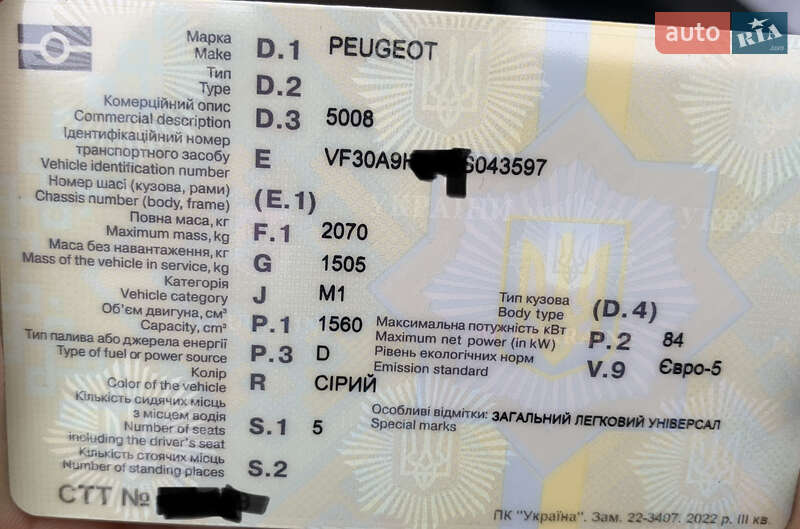 auto RIA .com
Марка
Make D.1 PEUGEOT
Тип
Type D.2
Комерційний опис
Commercial description D.3 5008
Ідентифікаційний номер
транспортного засобу
Vehicle identification number E VF30A9H S043597
Номер шасі (кузова, рами)
Chassis number (body, frame) (E.1)
Повна маса, кг
Maximum mass, kg F.1 2070
Маса без навантаження, кг
Mass of the vehicle in service, kg G 1505
Категорія
Vehicle category J M1
Тип кузова
Body type (D.4)
Об'єм двигуна, см³
Capacity, cm³ P.1 1560
Максимальна потужність кВт
Maximum net power (in kW) P.2 84
Тип палива або джерела енергії
Type of fuel or power source P.3 D
Рівень екологічних норм
Emission standard V.9 Євро-5
Колір
Color of the vehicle R СІРИЙ
Кількість сидячих місць
з місцем водія
Number of seats
including the driver's seat S.1 5
Особливі відмітки: ЗАГАЛЬНИЙ ЛЕГКОВИЙ УНІВЕРСАЛ
Special marks
Кількість стоячих місць
Number of standing places S.2
СТТ №
ПК "Україна". Зам. 22-3407. 2022 р. III кв.